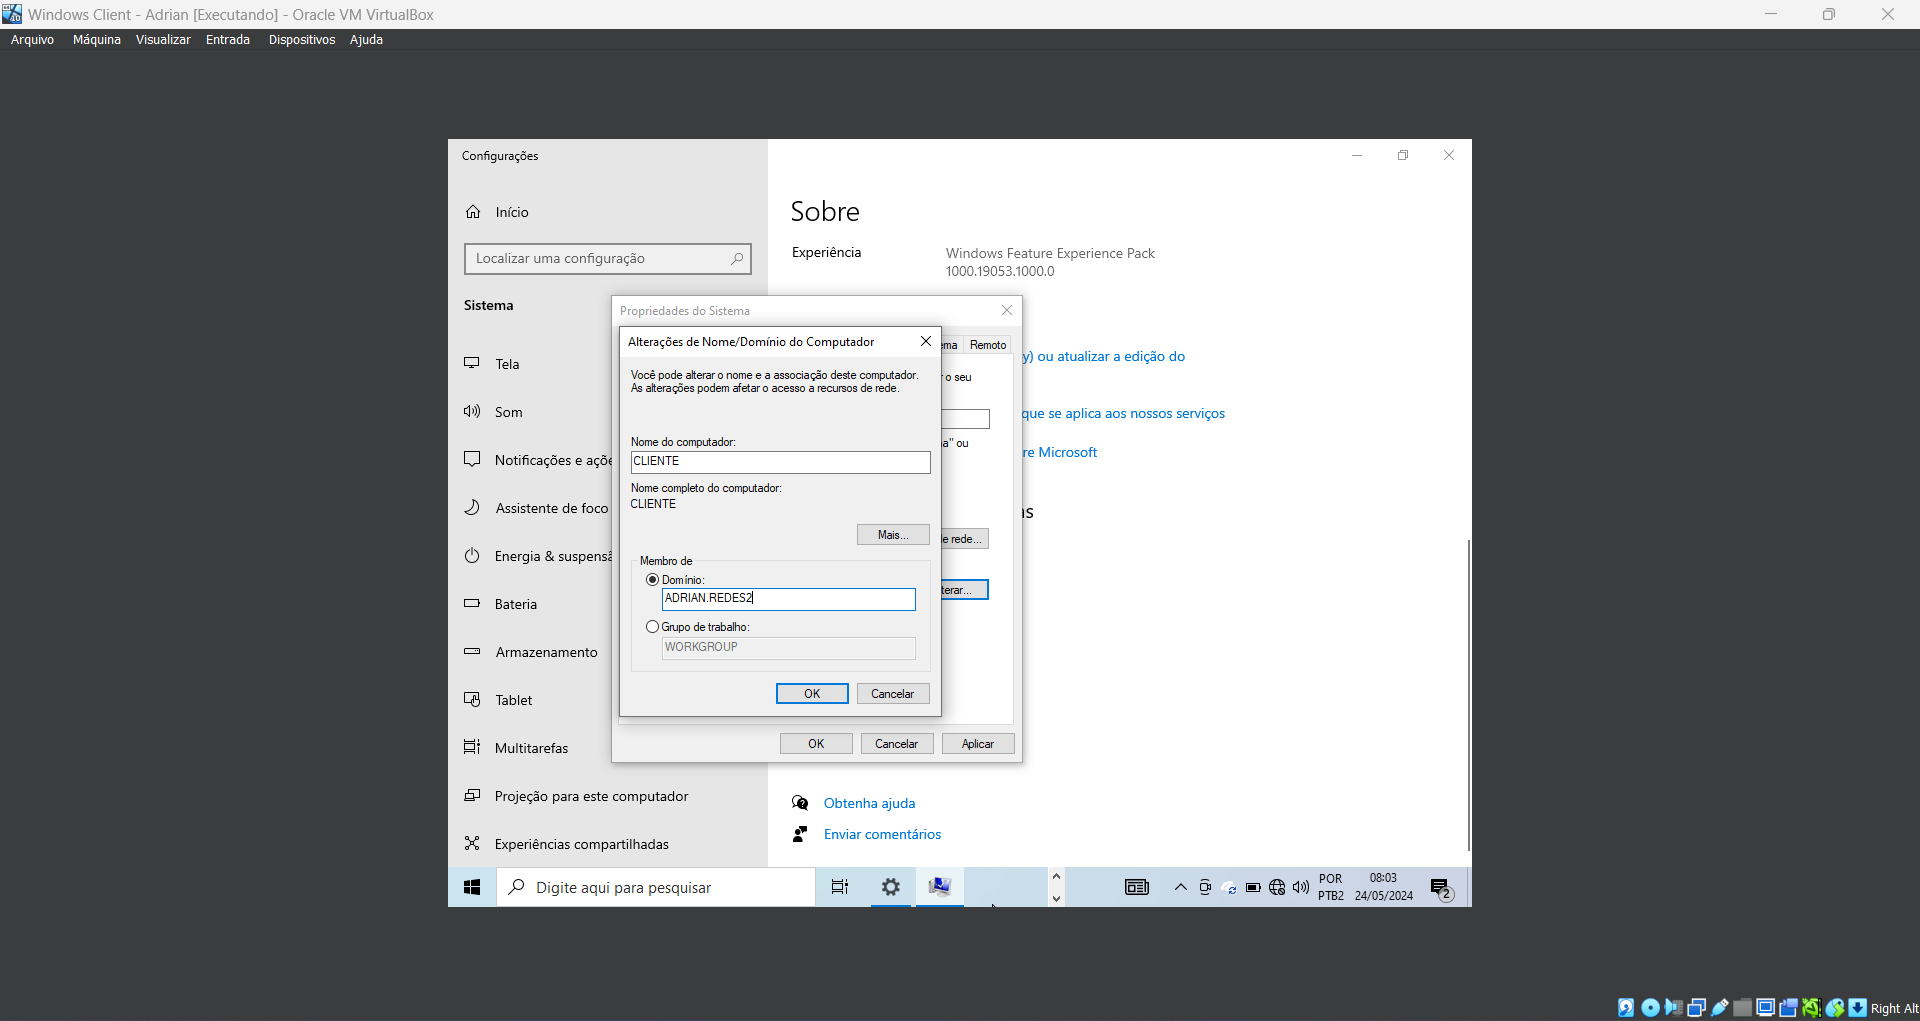 Windows Client - Adrian [Executando] - Oracle VM VirtualBox
Arquivo Máquina Visualizar Entrada Dispositivos Ajuda
Configurações
Início
Localizar uma configuração
Sistema
Tela
Som
Notificações e açõe
Assistente de foco
Energia & suspensã
Bateria
Armazenamento
Tablet
Multitarefas
Projeção para este computador
Experiências compartilhadas
Sobre
Experiência
Windows Feature Experience Pack
1000.19053.1000.0
y) ou atualizar a edição do
que se aplica aos nossos serviços
re Microsoft
as
Obtenha ajuda
Enviar comentários
Propriedades do Sistema
ema
Remoto
r o seu
a" ou
de rede...
terar...
OK
Cancelar
Aplicar
Alterações de Nome/Domínio do Computador
Você pode alterar o nome e a associação deste computador.
As alterações podem afetar o acesso a recursos de rede.
Nome do computador:
CLIENTE
Nome completo do computador:
CLIENTE
Mais...
Membro de
Domínio:
ADRIAN.REDES2
Grupo de trabalho:
WORKGROUP
OK
Cancelar
Digite aqui para pesquisar
POR
PTB2
08:03
24/05/2024
2
Right Alt